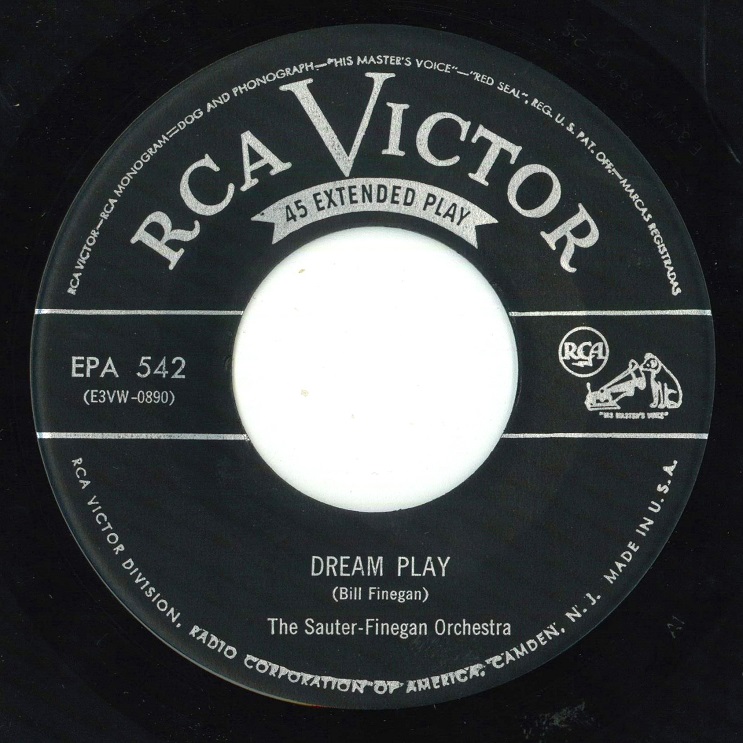 RCA VICTOR—RCA MONOGRAM—DOG AND PHONOGRAPH—"HIS MASTER'S VOICE"—"RED SEAL", REG. U. S. PAT. OFF.—MARCAS REGISTRADAS
RCA VICTOR
45 EXTENDED PLAY
EPA 542
(E3VW-0890)
RCA
"HIS MASTER'S VOICE"
DREAM PLAY
(Bill Finegan)
The Sauter-Finegan Orchestra
RCA VICTOR DIVISION, RADIO CORPORATION OF AMERICA, CAMDEN, N. J. MADE IN U. S. A.